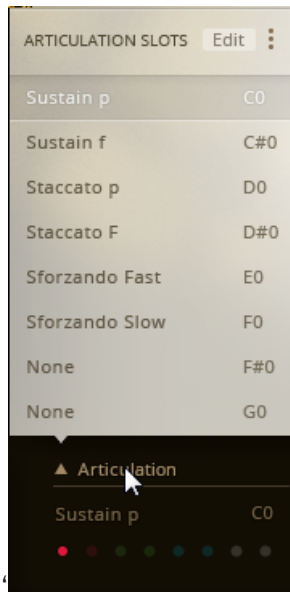 ARTICULATION SLOTS Edit
Sustain p C0
Sustain f C#0
Staccato p D0
Staccato F D#0
Sforzando Fast E0
Sforzando Slow F0
None F#0
None G0
▲ Articulation
Sustain p C0
“